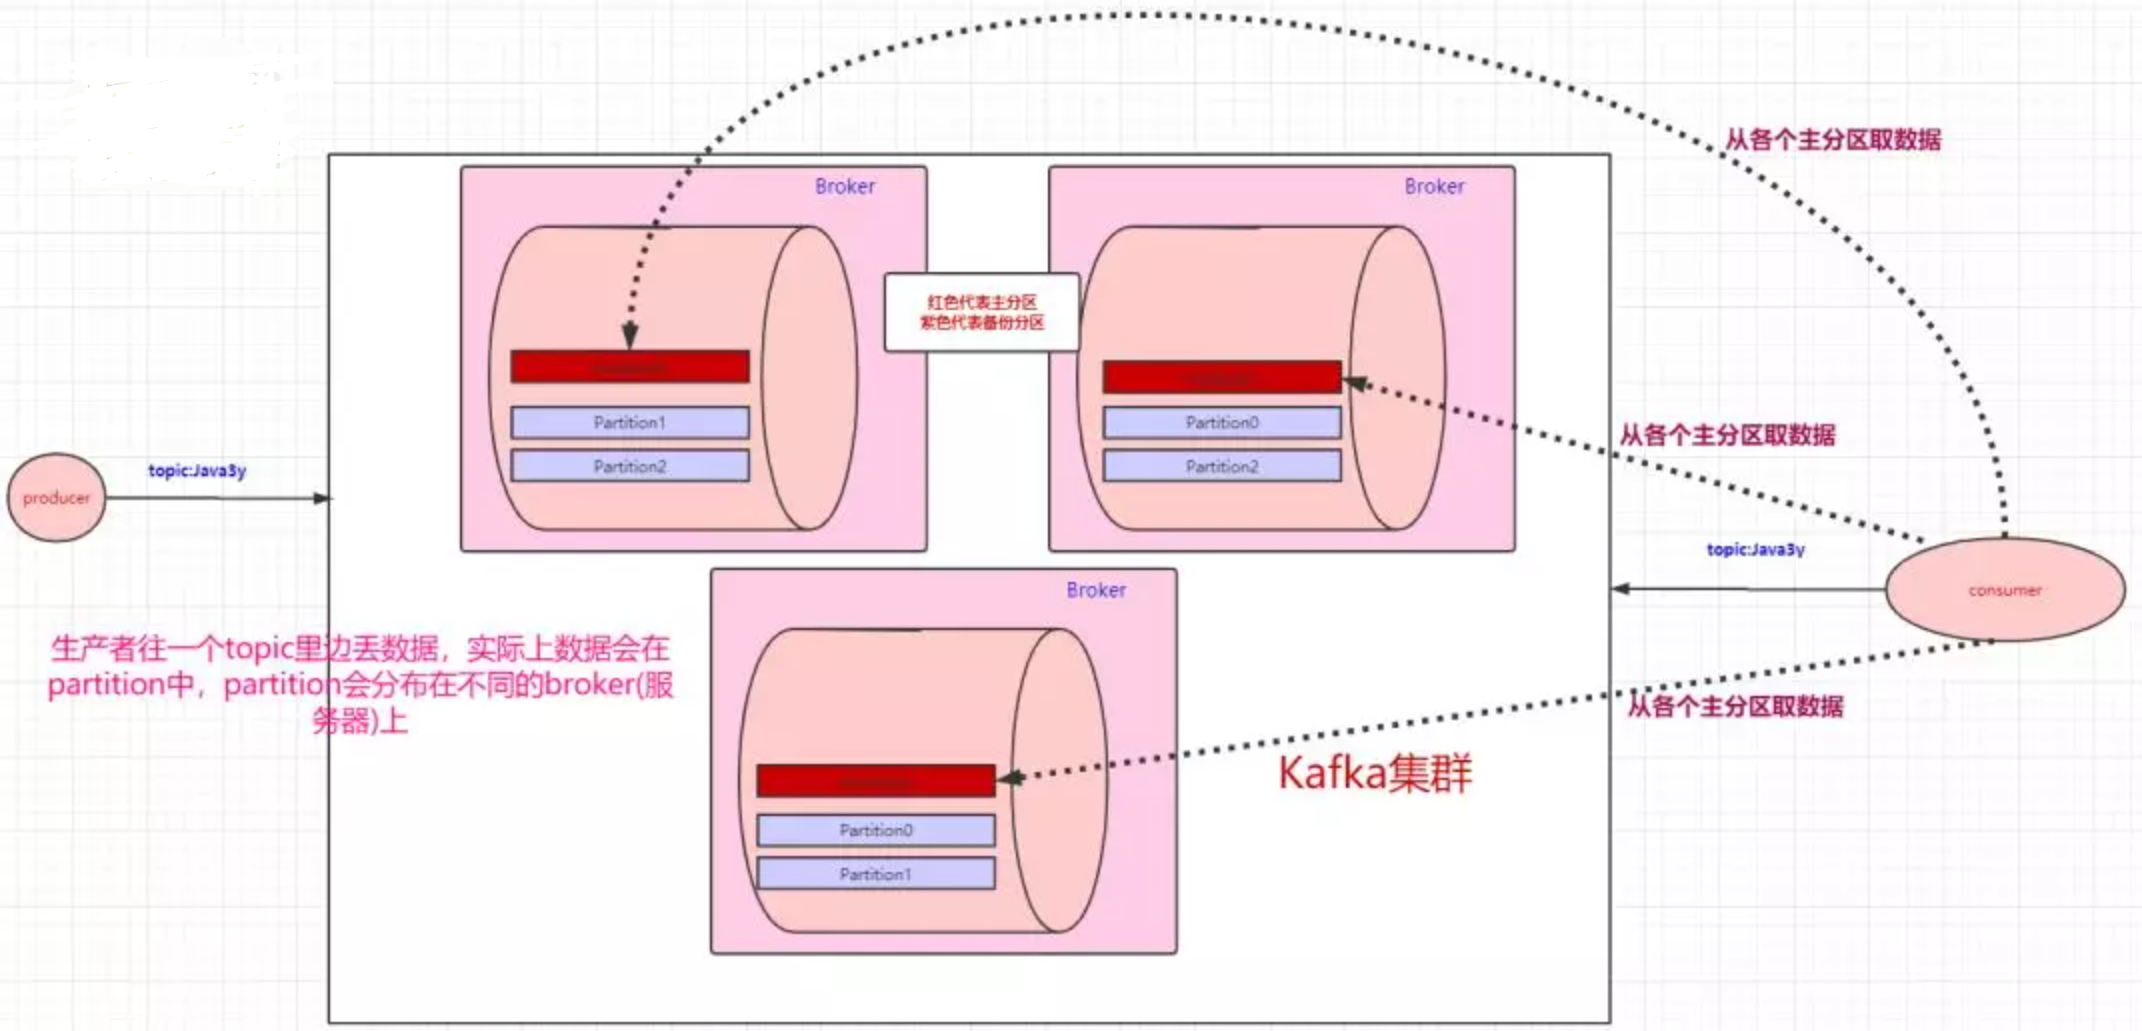 从各个主分区取数据
Broker
Broker
红色代表主分区
紫色代表备份分区
Partition1
Partition2
Partition0
Partition2
从各个主分区取数据
producer
topic:Java3y
topic:Java3y
consumer
Broker
生产者往一个topic里边丢数据，实际上数据会在
partition中，partition会分布在不同的broker(服
务器)上
从各个主分区取数据
Kafka集群
Partition0
Partition1